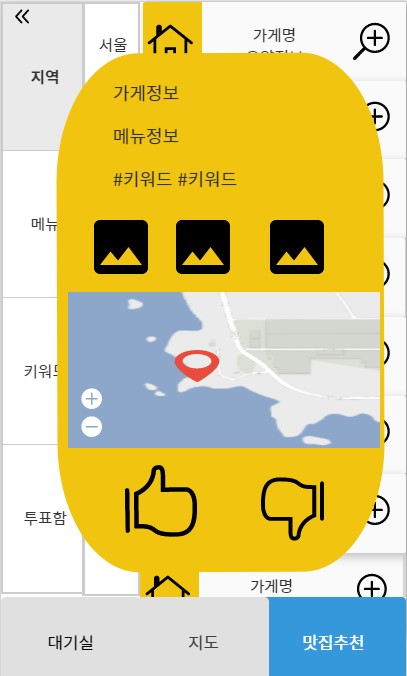 서울
가게명
지역
가게정보
메뉴정보
#키워드 #키워드
메뉴
키워드
투표함
가게명
대기실
지도
맛집추천